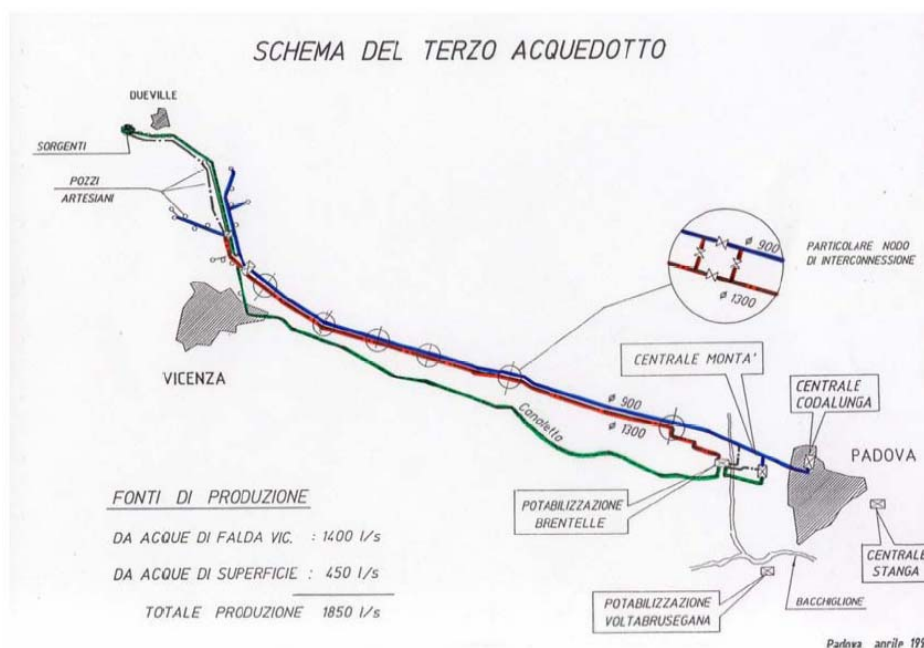 SCHEMA DEL TERZO ACQUEDOTTO
DUEVILLE
SORGENTI
POZZI
ARTESIANI
Ø 900
Ø 1300
PARTICOLARE NODO
DI INTERCONNESSIONE
VICENZA
CENTRALE MONTA'
CENTRALE
CODALUNGA
Ø 900
Ø 1300
Canaletta
PADOVA
POTABILIZZAZIONE
BRENTELLE
CENTRALE
STANGA
FONTI DI PRODUZIONE
DA ACQUE DI FALDA VIC. : 1400 l/s
DA ACQUE DI SUPERFICIE : 450 l/s
TOTALE PRODUZIONE 1850 l/s
POTABILIZZAZIONE
VOLTABRUSEGANA
BACCHIGLIONE
Padova aprile